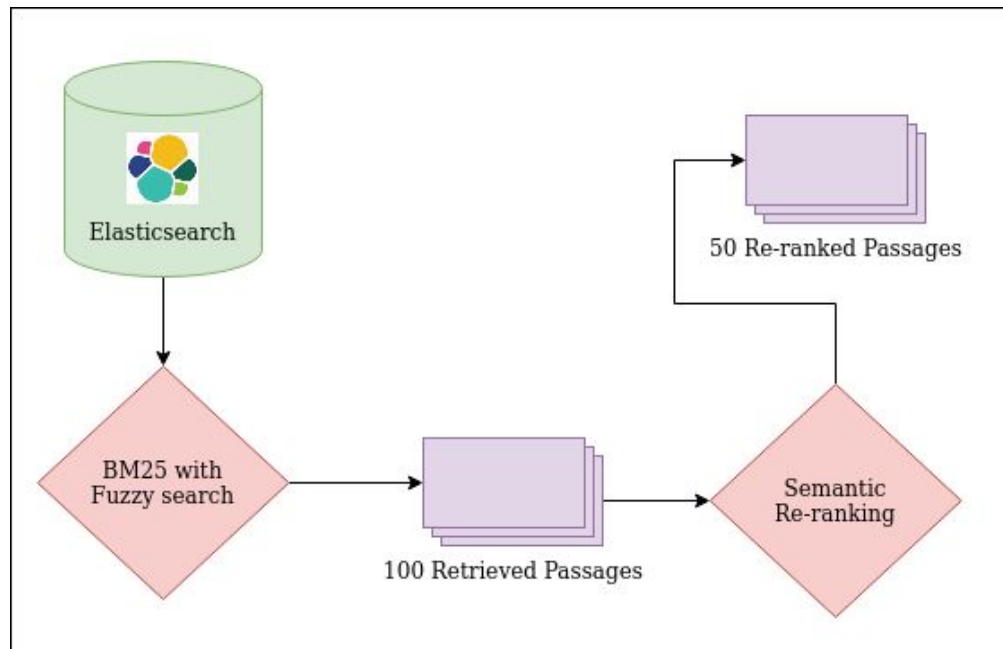 Elasticsearch
BM25 with
Fuzzy search
100 Retrieved Passages
Semantic
Re-ranking
50 Re-ranked Passages